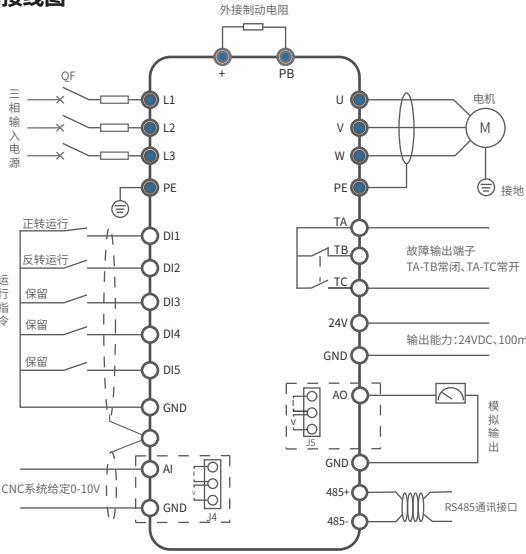 接线图
外接制动电阻
+
PB
三相输入电源
QF
L1
L2
L3
PE
U
V
W
PE
电机
M
接地
正转运行
反转运行
保留
保留
保留
运行指令
DI1
DI2
DI3
DI4
DI5
GND
AI
GND
CNC系统给定0-10V
I
V
J4
TA
TB
TC
故障输出端子
TA-TB常闭、TA-TC常开
24V
GND
输出能力：24VDC、100m
AO
I
V
J5
GND
模拟输出
485+
485-
RS485通讯接口